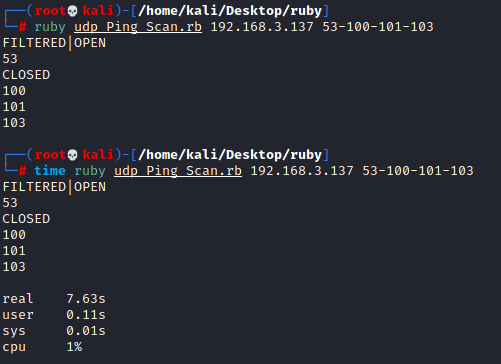 ┌──(root💀kali)-[/home/kali/Desktop/ruby]
└─# ruby udp_Ping_Scan.rb 192.168.3.137 53-100-101-103
FILTERED|OPEN
53
CLOSED
100
101
103
┌──(root💀kali)-[/home/kali/Desktop/ruby]
└─# time ruby udp_Ping_Scan.rb 192.168.3.137 53-100-101-103
FILTERED|OPEN
53
CLOSED
100
101
103
real 7.63s
user 0.11s
sys 0.01s
cpu 1%